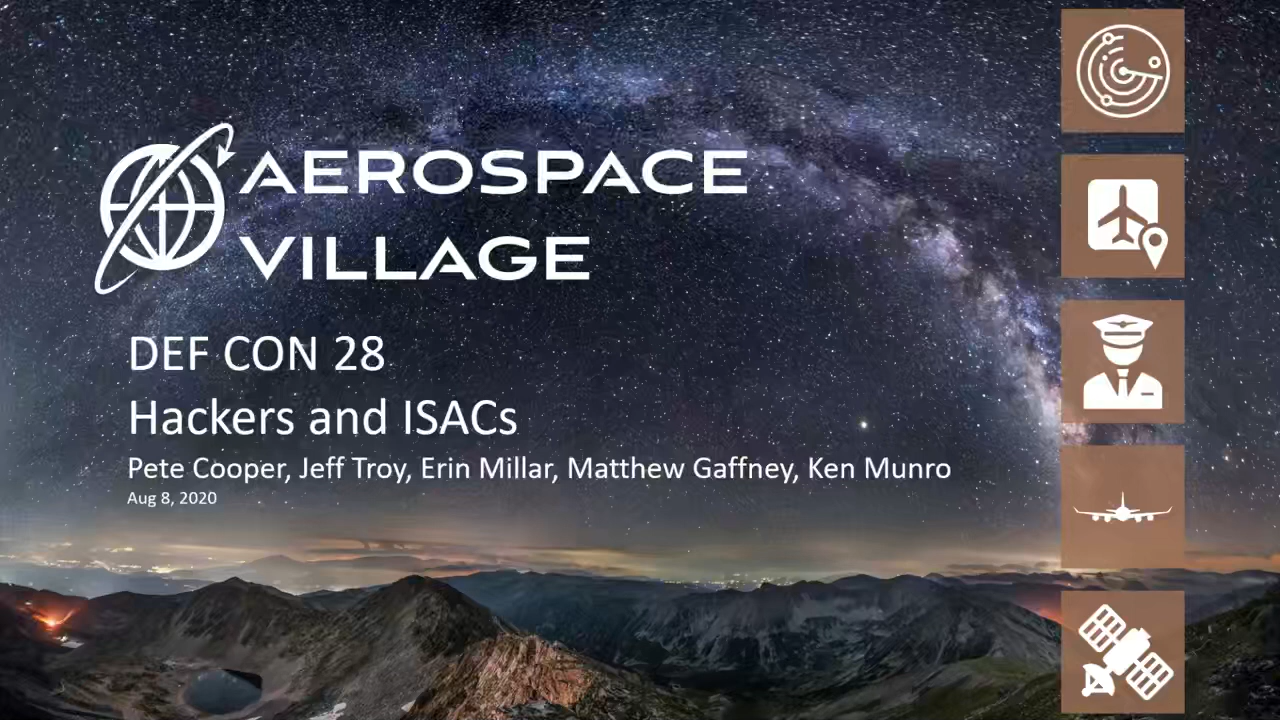 AEROSPACE
VILLAGE
DEF CON 28
Hackers and ISACs
Pete Cooper, Jeff Troy, Erin Millar, Matthew Gaffney, Ken Munro
Aug 8, 2020